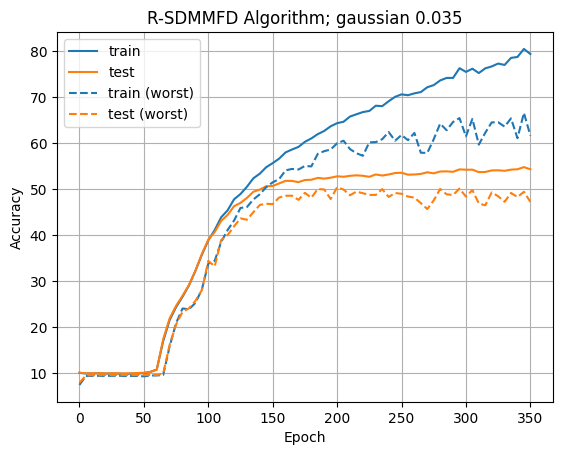 R-SDMMFD Algorithm; gaussian 0.035
train
test
train (worst)
test (worst)
Accuracy
80
70
60
50
40
30
20
10
0 50 100 150 200 250 300 350
Epoch